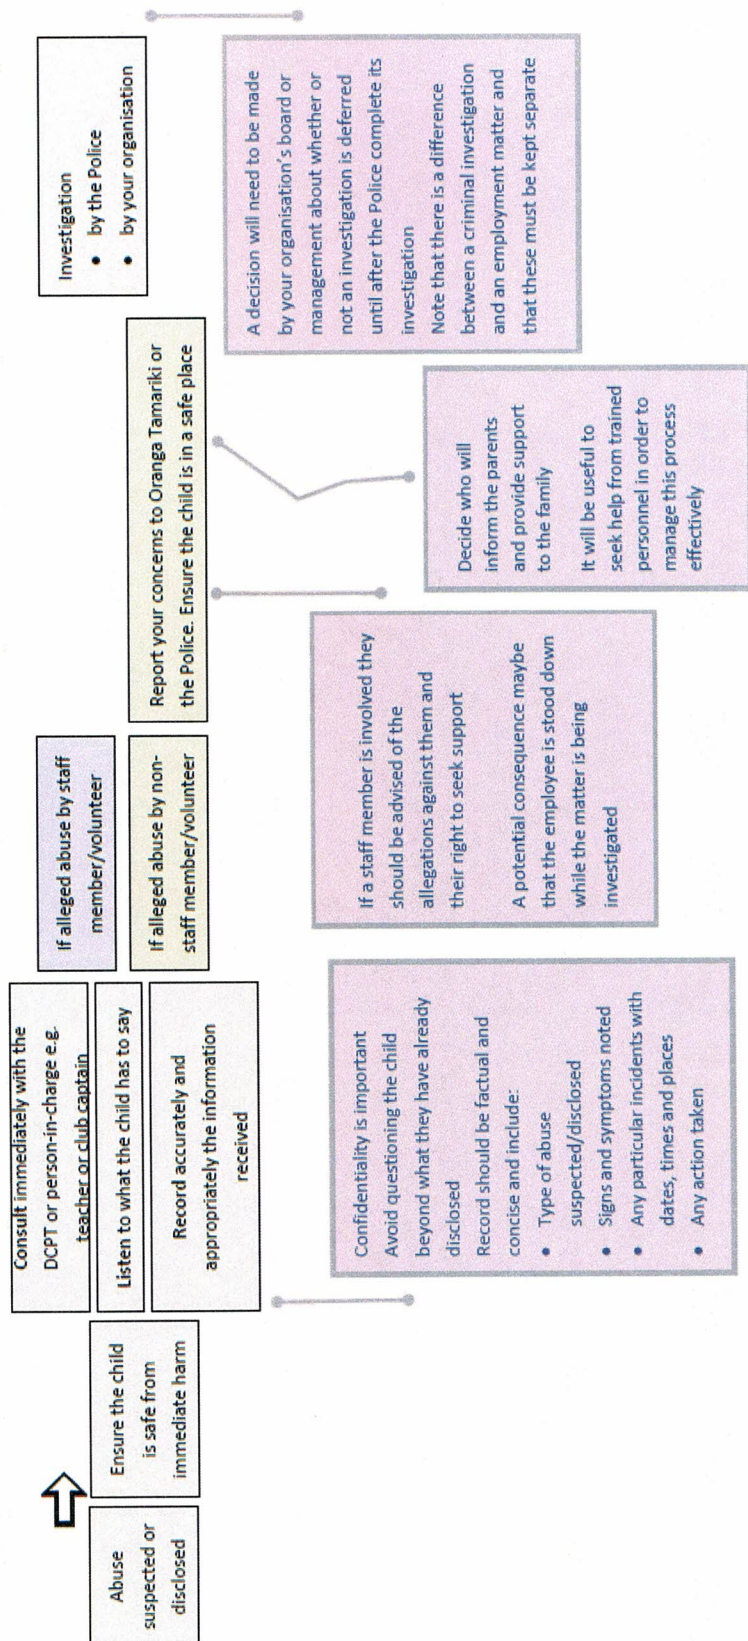 Abuse
suspected or
disclosed
Ensure the child
is safe from
immediate harm
Consult immediately with the
DCPT or person-in-charge e.g.
teacher or club captain
Listen to what the child has to say
Record accurately and
appropriately the information
received
If alleged abuse by staff
member/volunteer
If alleged abuse by non-
staff member/volunteer
Report your concerns to Oranga Tamariki or
the Police. Ensure the child is in a safe place
Investigation
• by the Police
• by your organisation
Confidentiality is important
Avoid questioning the child
beyond what they have already
disclosed
Record should be factual and
concise and include:
• Type of abuse
suspected/disclosed
• Signs and symptoms noted
• Any particular incidents with
dates, times and places
• Any action taken
If a staff member is involved they
should be advised of the
allegations against them and
their right to seek support
A potential consequence maybe
that the employee is stood down
while the matter is being
investigated
Decide who will
inform the parents
and provide support
to the family
It will be useful to
seek help from trained
personnel in order to
manage this process
effectively
A decision will need to be made
by your organisation's board or
management about whether or
not an investigation is deferred
until after the Police complete its
investigation
Note that there is a difference
between a criminal investigation
and an employment matter and
that these must be kept separate